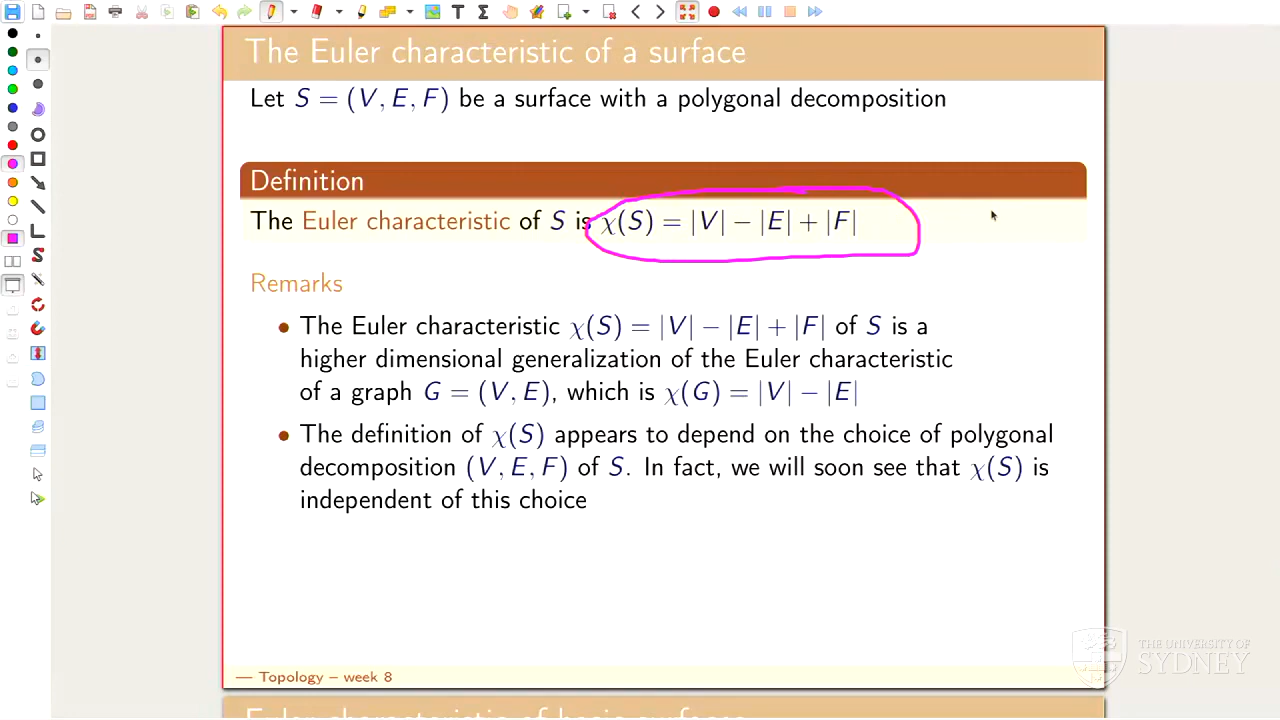 The Euler characteristic of a surface
Let S = (V, E, F) be a surface with a polygonal decomposition
Definition
The Euler characteristic of S is χ(S) = |V| − |E| + |F|
Remarks
• The Euler characteristic χ(S) = |V| − |E| + |F| of S is a
higher dimensional generalization of the Euler characteristic
of a graph G = (V, E), which is χ(G) = |V| − |E|
• The definition of χ(S) appears to depend on the choice of polygonal
decomposition (V, E, F) of S. In fact, we will soon see that χ(S) is
independent of this choice
THE UNIVERSITY OF
SYDNEY
— Topology – week 8